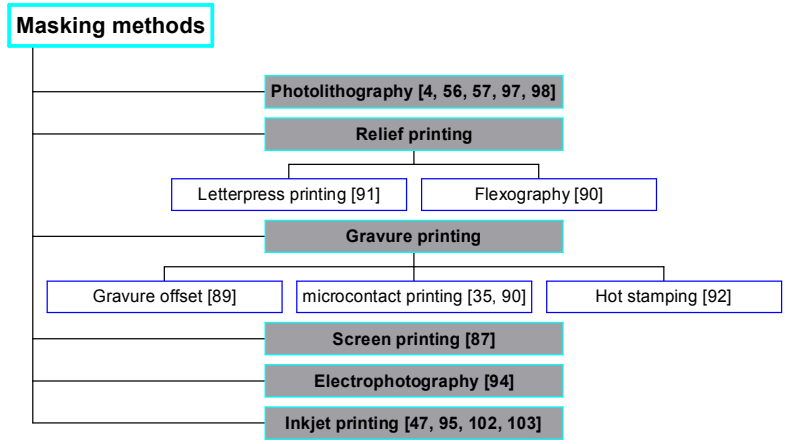 Masking methods
Photolithography [4, 56, 57, 97, 98]
Relief printing
Letterpress printing [91]
Flexography [90]
Gravure printing
Gravure offset [89]
microcontact printing [35, 90]
Hot stamping [92]
Screen printing [87]
Electrophotography [94]
Inkjet printing [47, 95, 102, 103]